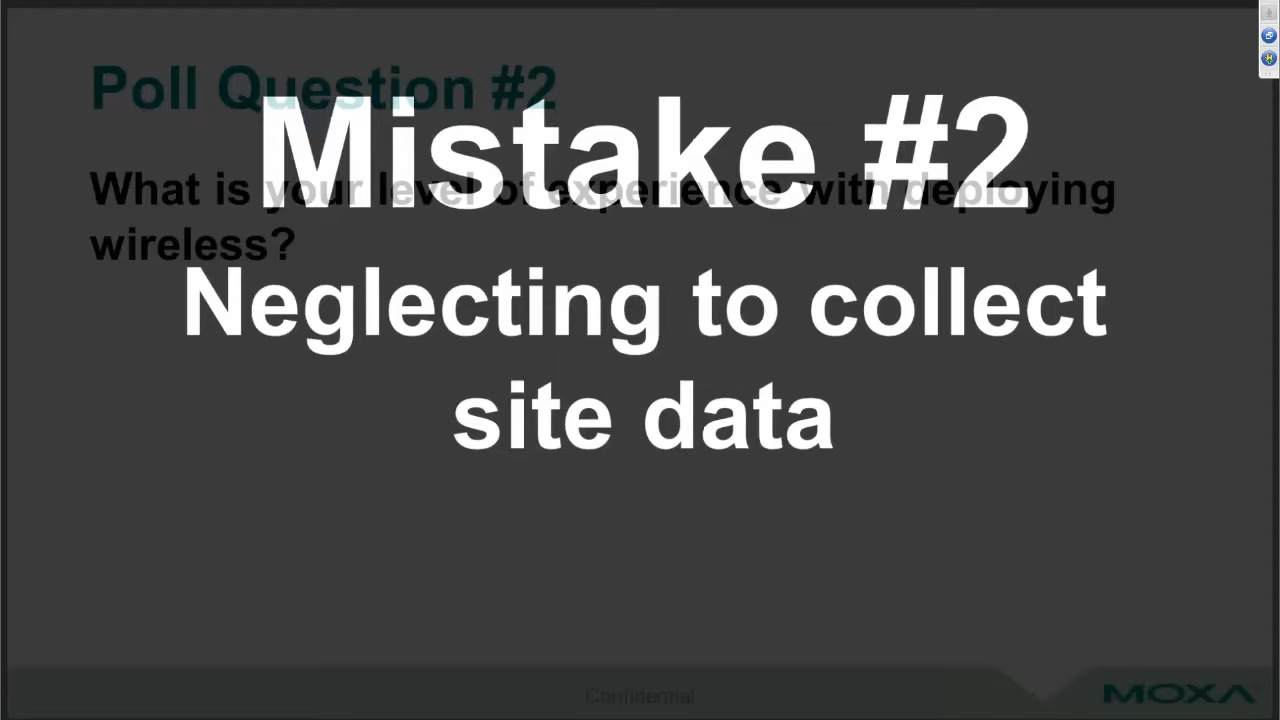 Poll Question #2
Mistake #2
What is your level of experience with deploying
wireless?
Neglecting to collect
site data
Confidential
MOXA